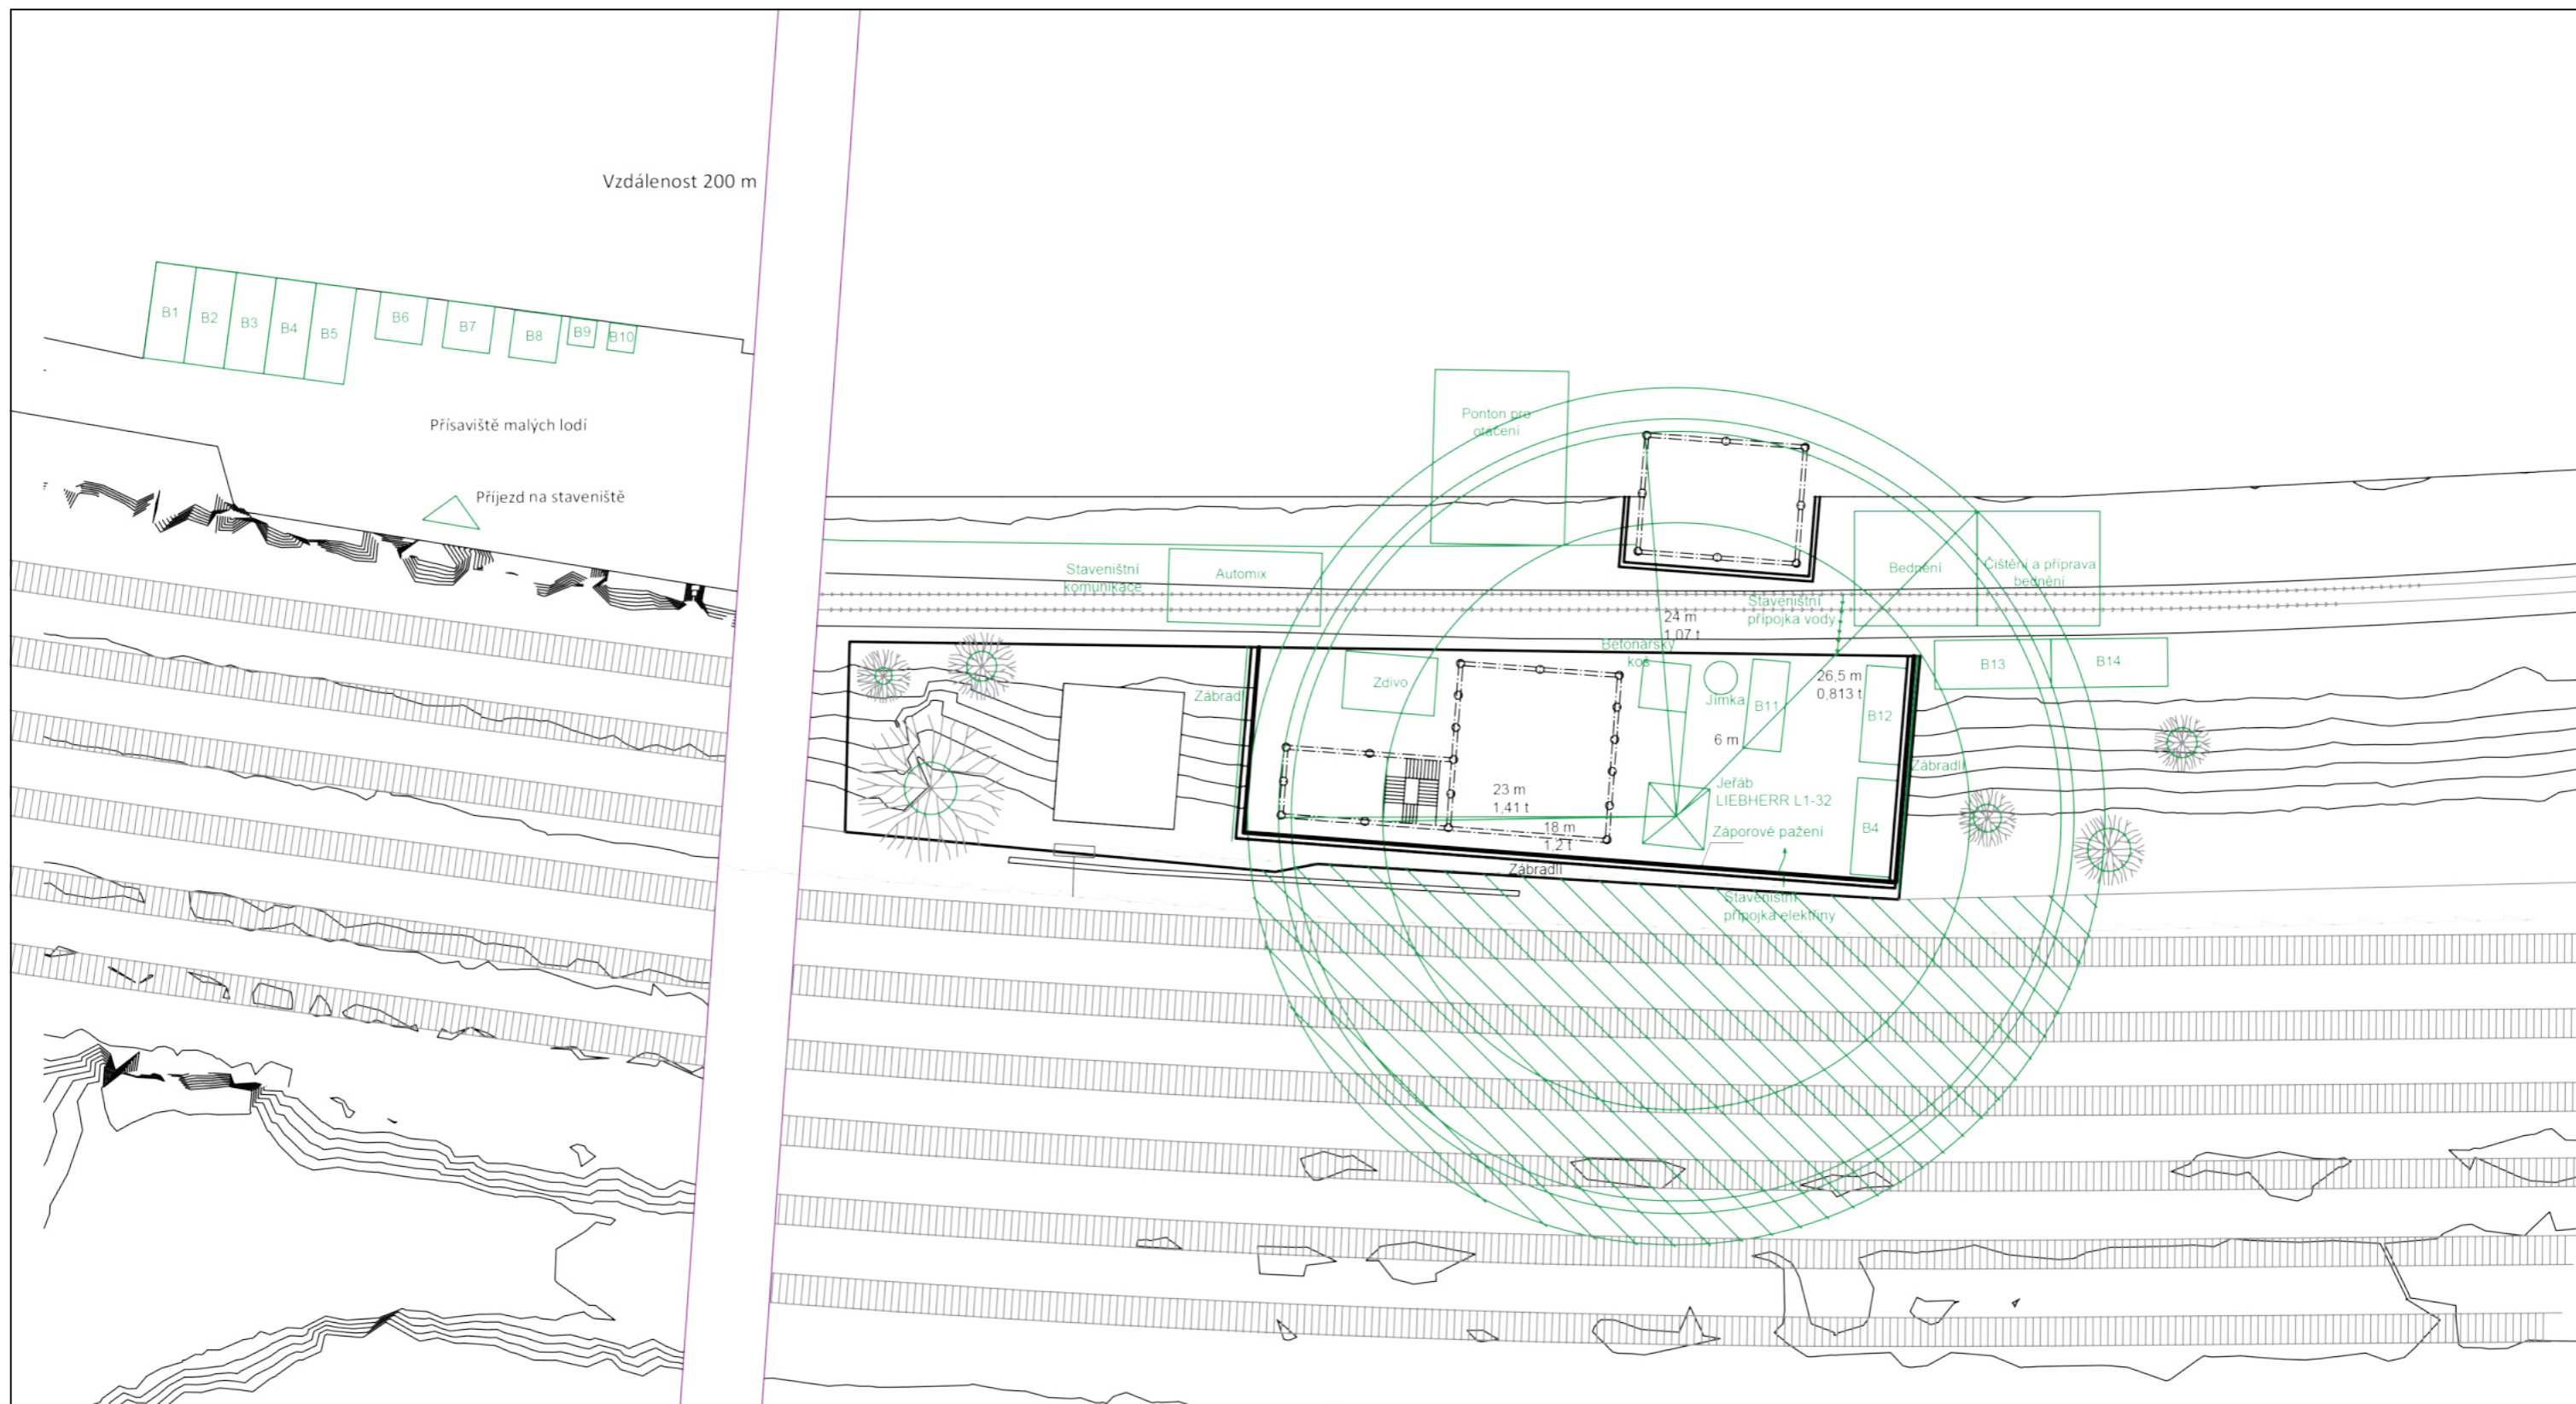 Vzdálenost 200 m
B1
B2
B3
B4
B5
B6
B7
B8
B9
B10
Přísaviště malých lodí
Příjezd na staveniště
Ponton pro
otáčení
Staveništní
komunikace
Automix
Bednění
Čištění a příprava
bednění
Staveništní
přípojka vody
24 m
1,07 t
Betonářský
koš
Zábradlí
Zdivo
Jímka
B11
26,5 m
0,813 t
B12
B13
B14
6 m
Zábradlí
Jeřáb
LIEBHERR L1-32
23 m
1,41 t
18 m
1,2 t
Záporové pažení
B4
Zábradlí
Staveništní
přípojka elektřiny